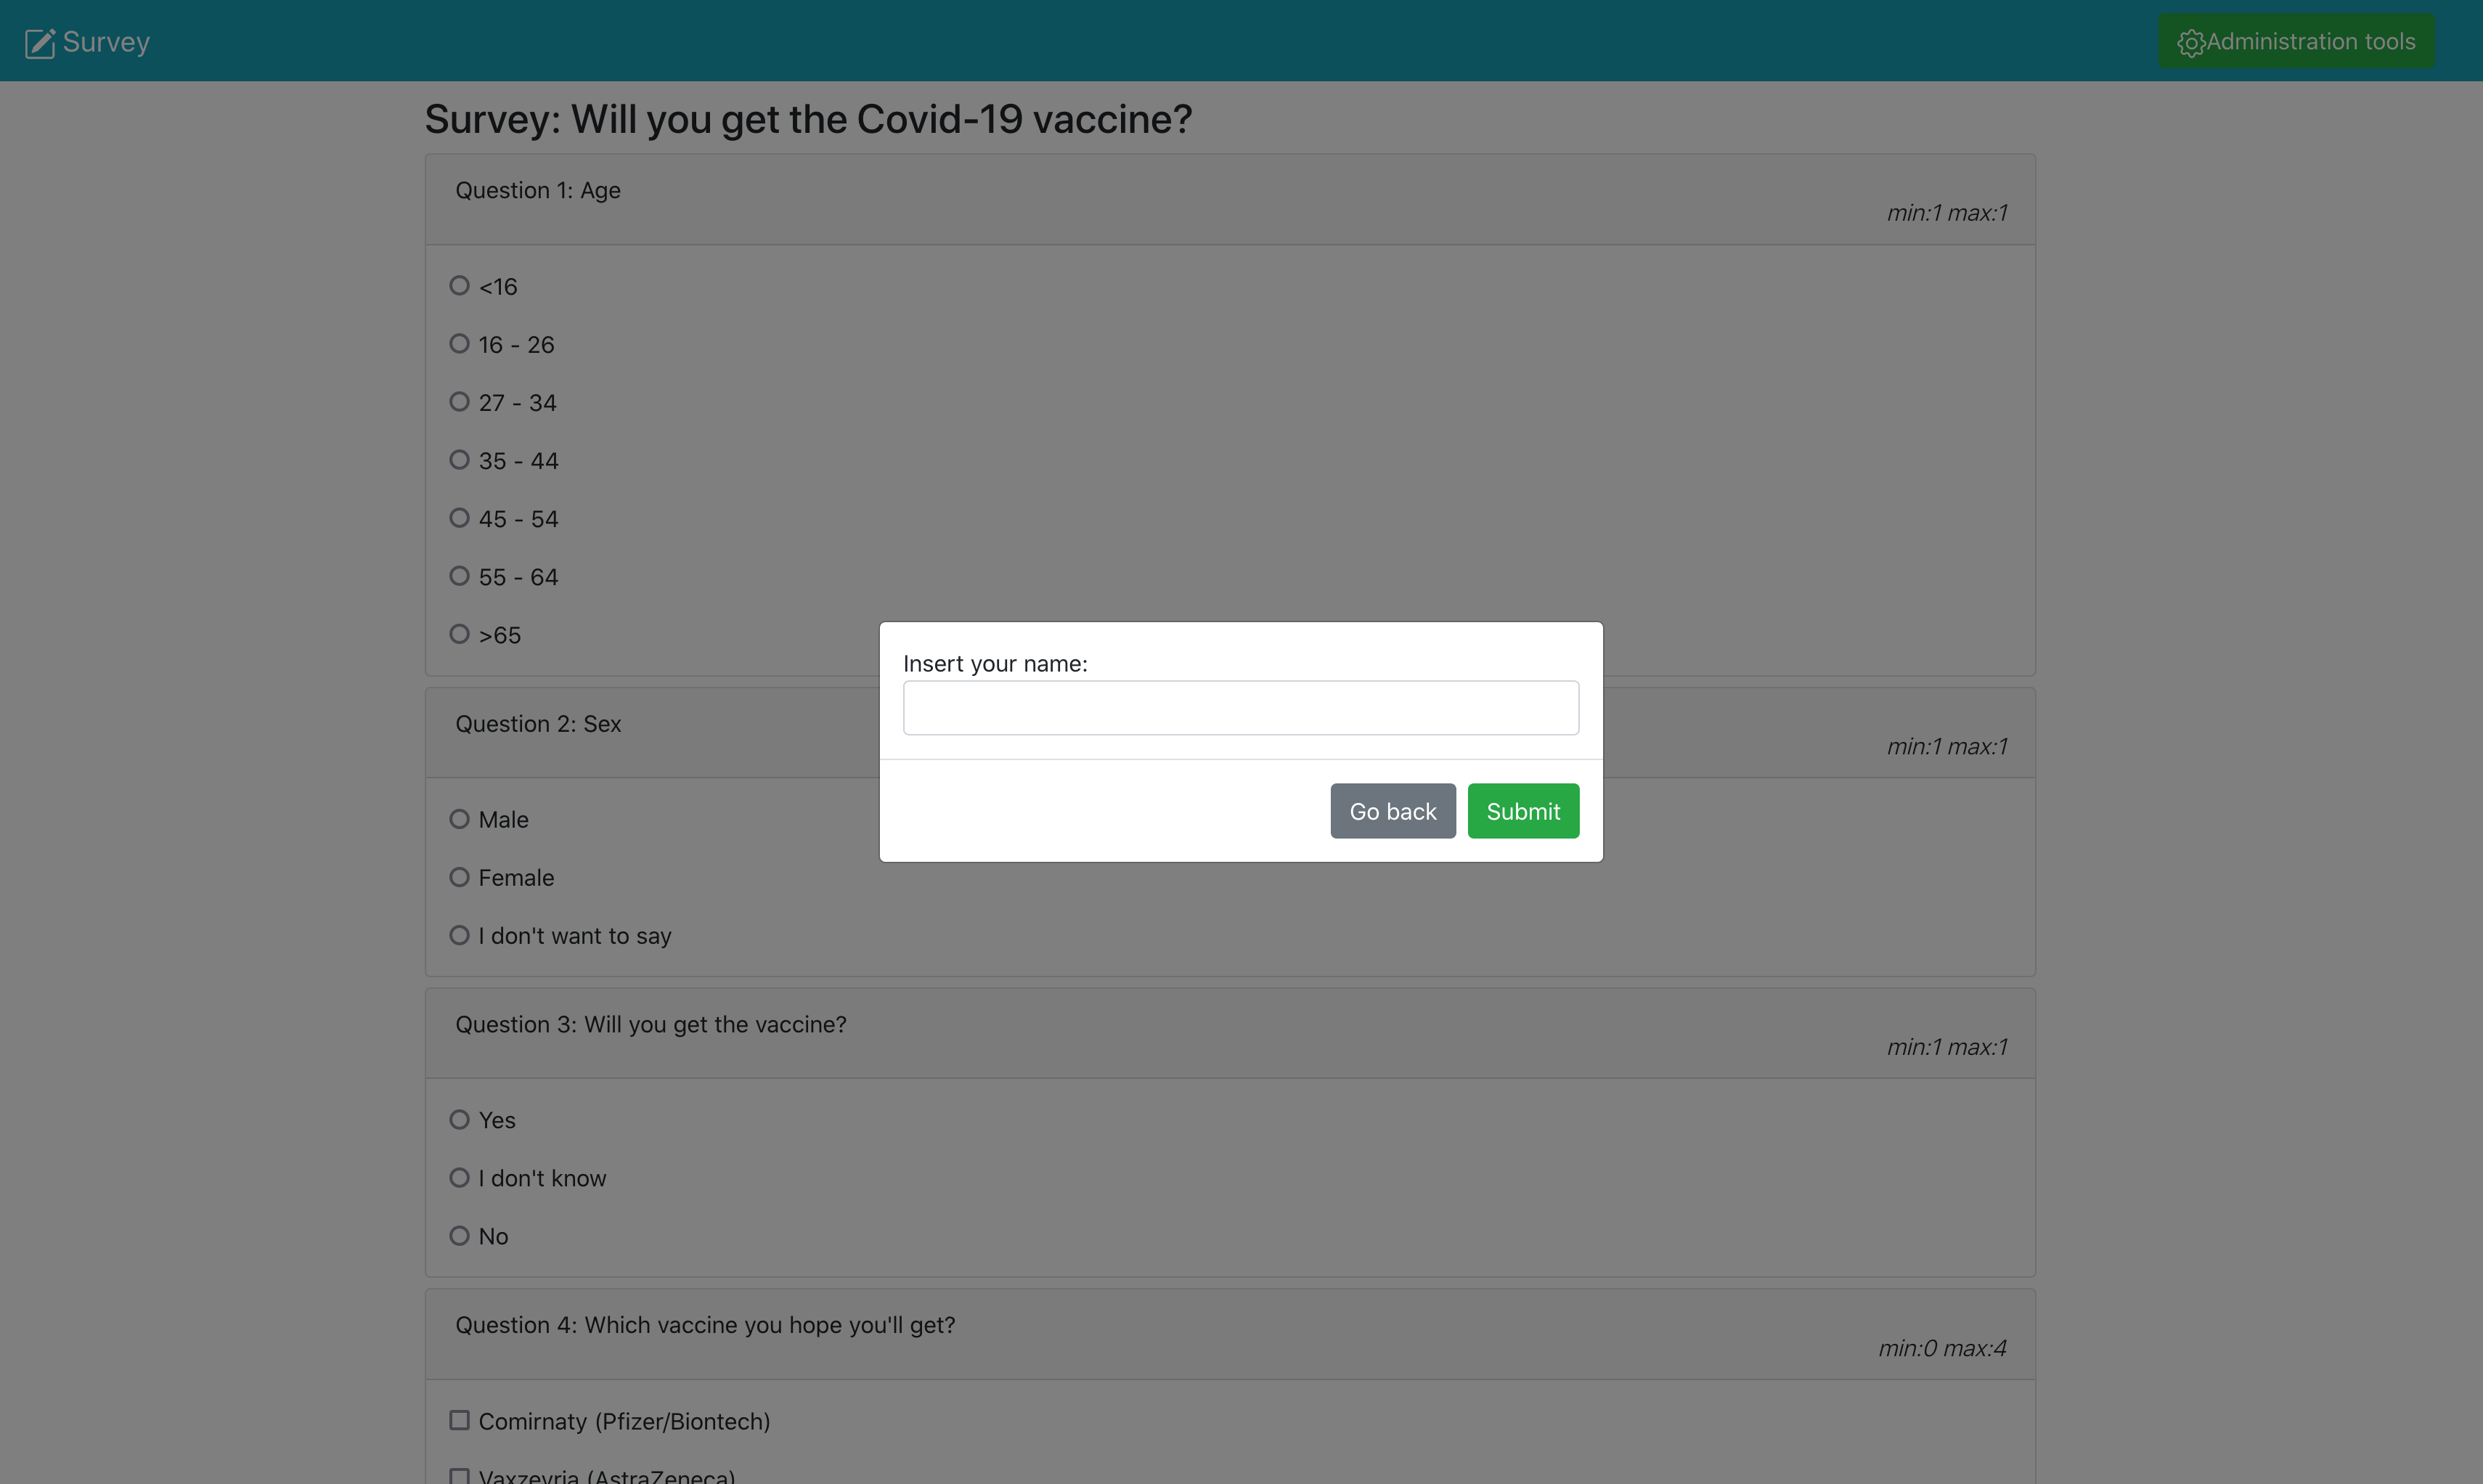 Survey
Administration tools
Survey: Will you get the Covid-19 vaccine?
Question 1: Age
min:1 max:1
<16
16 - 26
27 - 34
35 - 44
45 - 54
55 - 64
>65
Insert your name:
Go back
Submit
Question 2: Sex
min:1 max:1
Male
Female
I don't want to say
Question 3: Will you get the vaccine?
min:1 max:1
Yes
I don't know
No
Question 4: Which vaccine you hope you'll get?
min:0 max:4
Comirnaty (Pfizer/Biontech)
Vaxzevria (AstraZeneca)